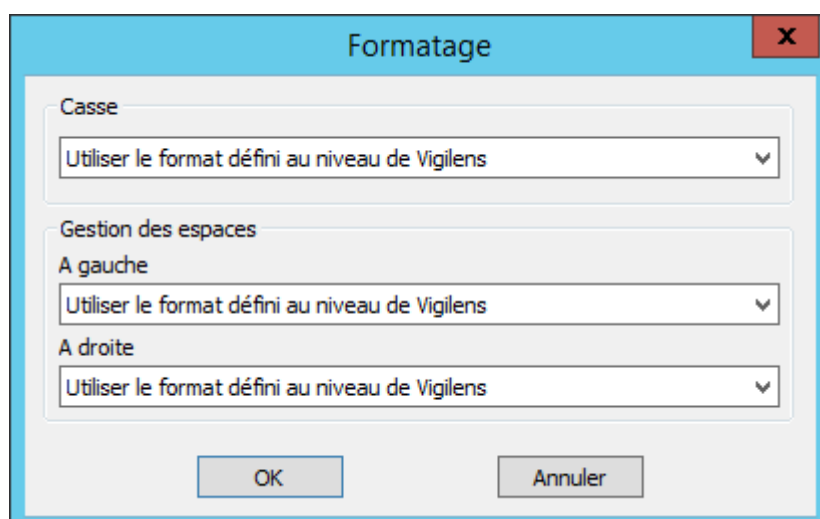 Formatage
x
Casse
Utiliser le format défini au niveau de Vigilens
Gestion des espaces
A gauche
Utiliser le format défini au niveau de Vigilens
A droite
Utiliser le format défini au niveau de Vigilens
OK Annuler